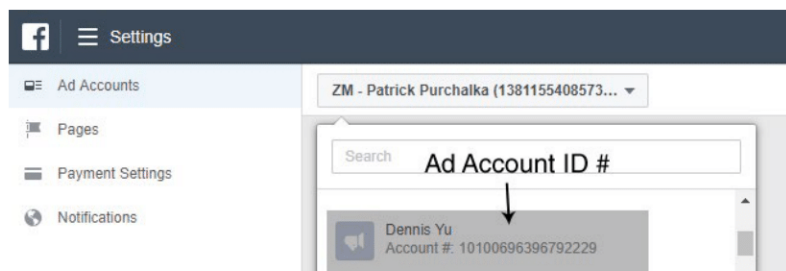 f
Settings
Ad Accounts
Pages
Payment Settings
Notifications
ZM - Patrick Purchalka (1381155408573...
Search
Ad Account ID #
Dennis Yu
Account #: 10100696396792229